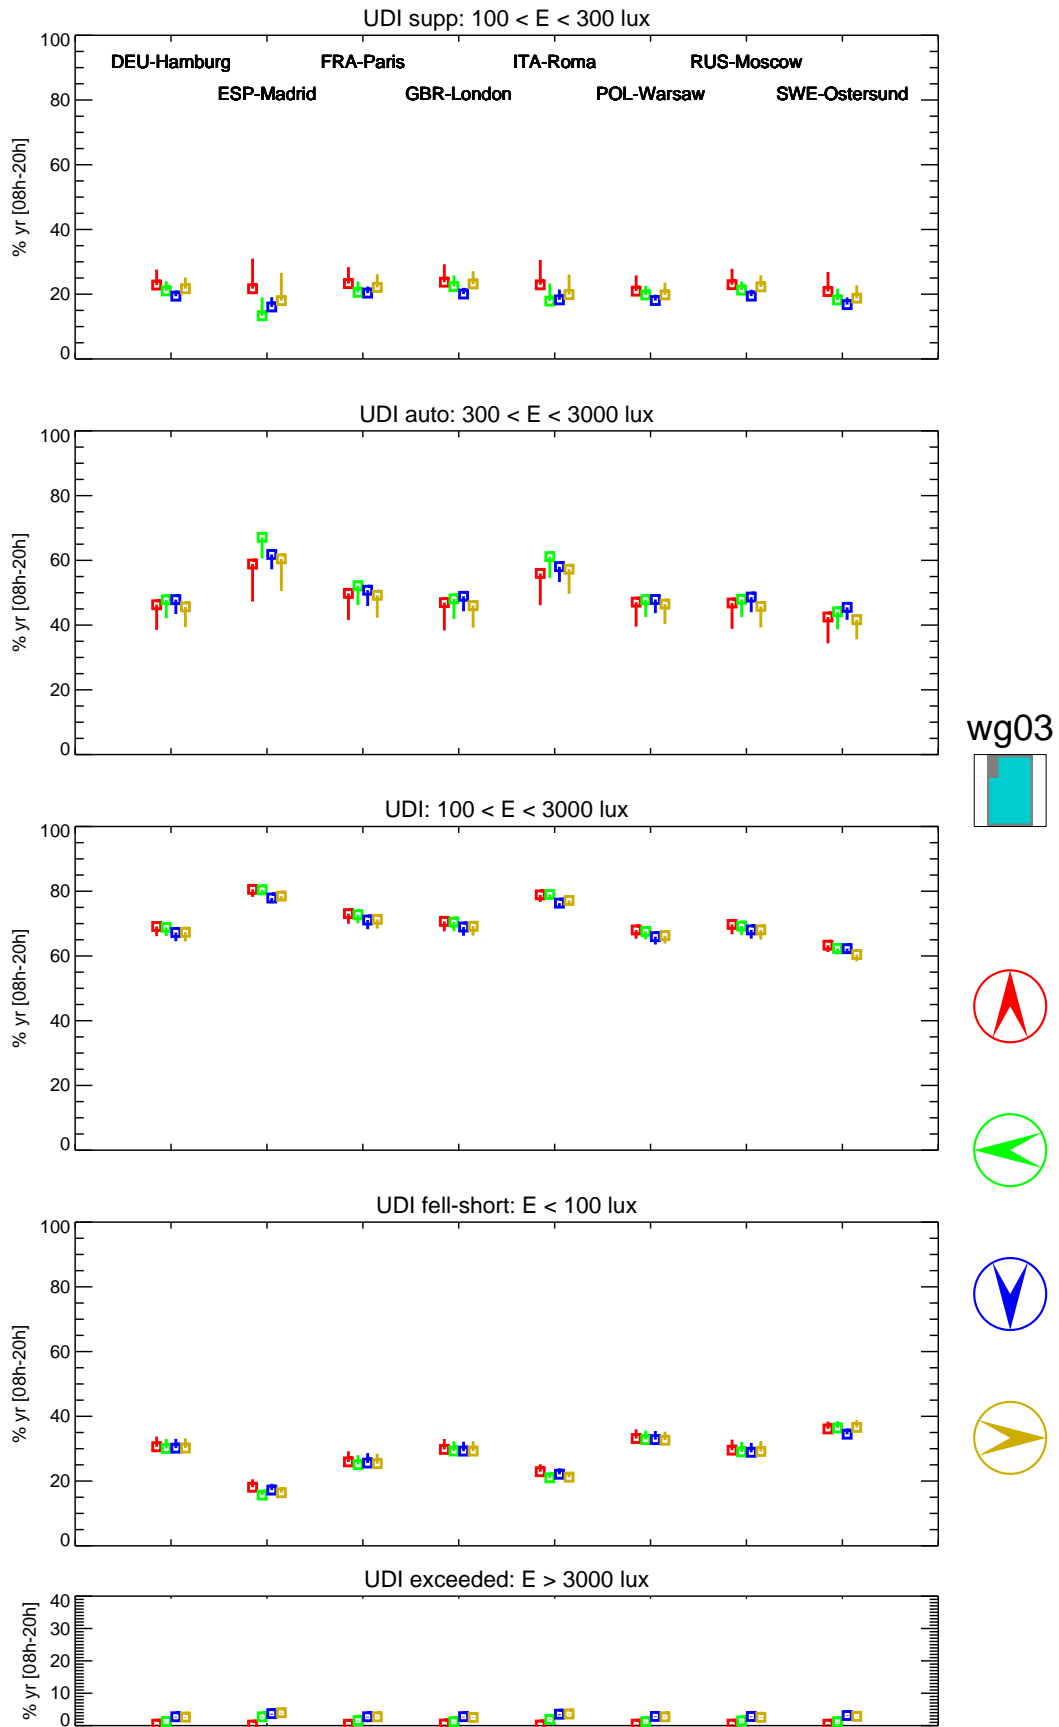 UDI supp: 100 < E < 300 lux
100
80
60
40
20
0
% yr [08h-20h]
DEU-Hamburg
FRA-Paris
ITA-Roma
RUS-Moscow
ESP-Madrid
GBR-London
POL-Warsaw
SWE-Ostersund
UDI auto: 300 < E < 3000 lux
100
80
60
40
20
0
% yr [08h-20h]
wg03
UDI: 100 < E < 3000 lux
100
80
60
40
20
0
% yr [08h-20h]
UDI fell-short: E < 100 lux
100
80
60
40
20
0
% yr [08h-20h]
UDI exceeded: E > 3000 lux
40
30
20
10
0
% yr [08h-20h]